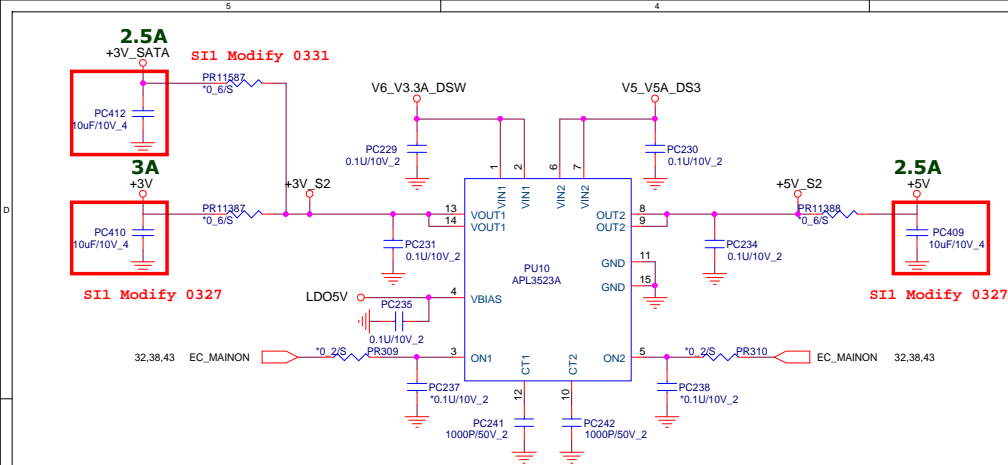 5
4
2.5A
+3V_SATA
SI1 Modify 0331
PR11587
*0_6/S
PC412
10uF/10V_4
V6_V3.3A_DSW
V5_V5A_DS3
PC229
0.1U/10V_2
PC230
0.1U/10V_2
1
2
6
7
VIN1
VIN1
VIN2
VIN2
3A
+3V
+3V_S2
PR11387
*0_6/S
PC410
10uF/10V_4
SI1 Modify 0327
2.5A
+5V
+5V_S2
PR11388
*0_6/S
PC409
10uF/10V_4
SI1 Modify 0327
D
13
VOUT1
14
VOUT1
8
OUT2
9
OUT2
PC231
0.1U/10V_2
PC234
0.1U/10V_2
PU10
APL3523A
11
GND
15
GND
LDO5V
4
VBIAS
PC235
0.1U/10V_2
32,38,43
EC_MAINON
*0_2/S
PR309
3
ON1
5
ON2
*0_2/S
PR310
EC_MAINON
32,38,43
PC237
*0.1U/10V_2
PC238
*0.1U/10V_2
CT1
CT2
12
10
PC241
1000P/50V_2
PC242
1000P/50V_2